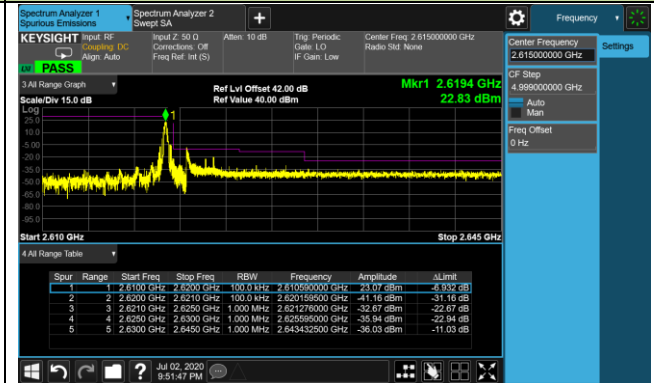 Spectrum Analyzer 1
Spurious Emissions
Spectrum Analyzer 2
Swept SA
Frequency
KEYSIGHT
Input: RF
Coupling: DC
Align: Auto
Input Z: 50 Ω
Corrections: Off
Freq Ref: Int (S)
Atten: 10 dB
Trig: Periodic
Gate: LO
IF Gain: Low
Center Freq: 2.615000000 GHz
Radio Std: None
PASS
Center Frequency
2.615000000 GHz
Settings
CF Step
4.999000000 GHz
Auto
Man
Freq Offset
0 Hz
3 All Range Graph
Scale/Div 15.0 dB
Ref Lvl Offset 42.00 dB
Ref Value 40.00 dBm
Mkr1 2.6194 GHz
22.83 dBm
Log
25.0
10.0
-5.00
-20.0
-35.0
-50.0
-65.0
-80.0
-95.0
1
Start 2.610 GHz
Stop 2.645 GHz
4 All Range Table
Spur Range Start Freq Stop Freq RBW Frequency Amplitude ΔLimit
1 1 2.6100 GHz 2.6200 GHz 100.0 kHz 2.610590000 GHz 23.07 dBm -6.932 dB
2 2 2.6200 GHz 2.6210 GHz 100.0 kHz 2.620159500 GHz -41.16 dBm -31.16 dB
3 3 2.6210 GHz 2.6250 GHz 1.000 MHz 2.621276000 GHz -32.67 dBm -22.67 dB
4 4 2.6250 GHz 2.6300 GHz 1.000 MHz 2.625595000 GHz -35.94 dBm -22.94 dB
5 5 2.6300 GHz 2.6450 GHz 1.000 MHz 2.643432500 GHz -36.03 dBm -11.03 dB
Jul 02, 2020
9:51:47 PM